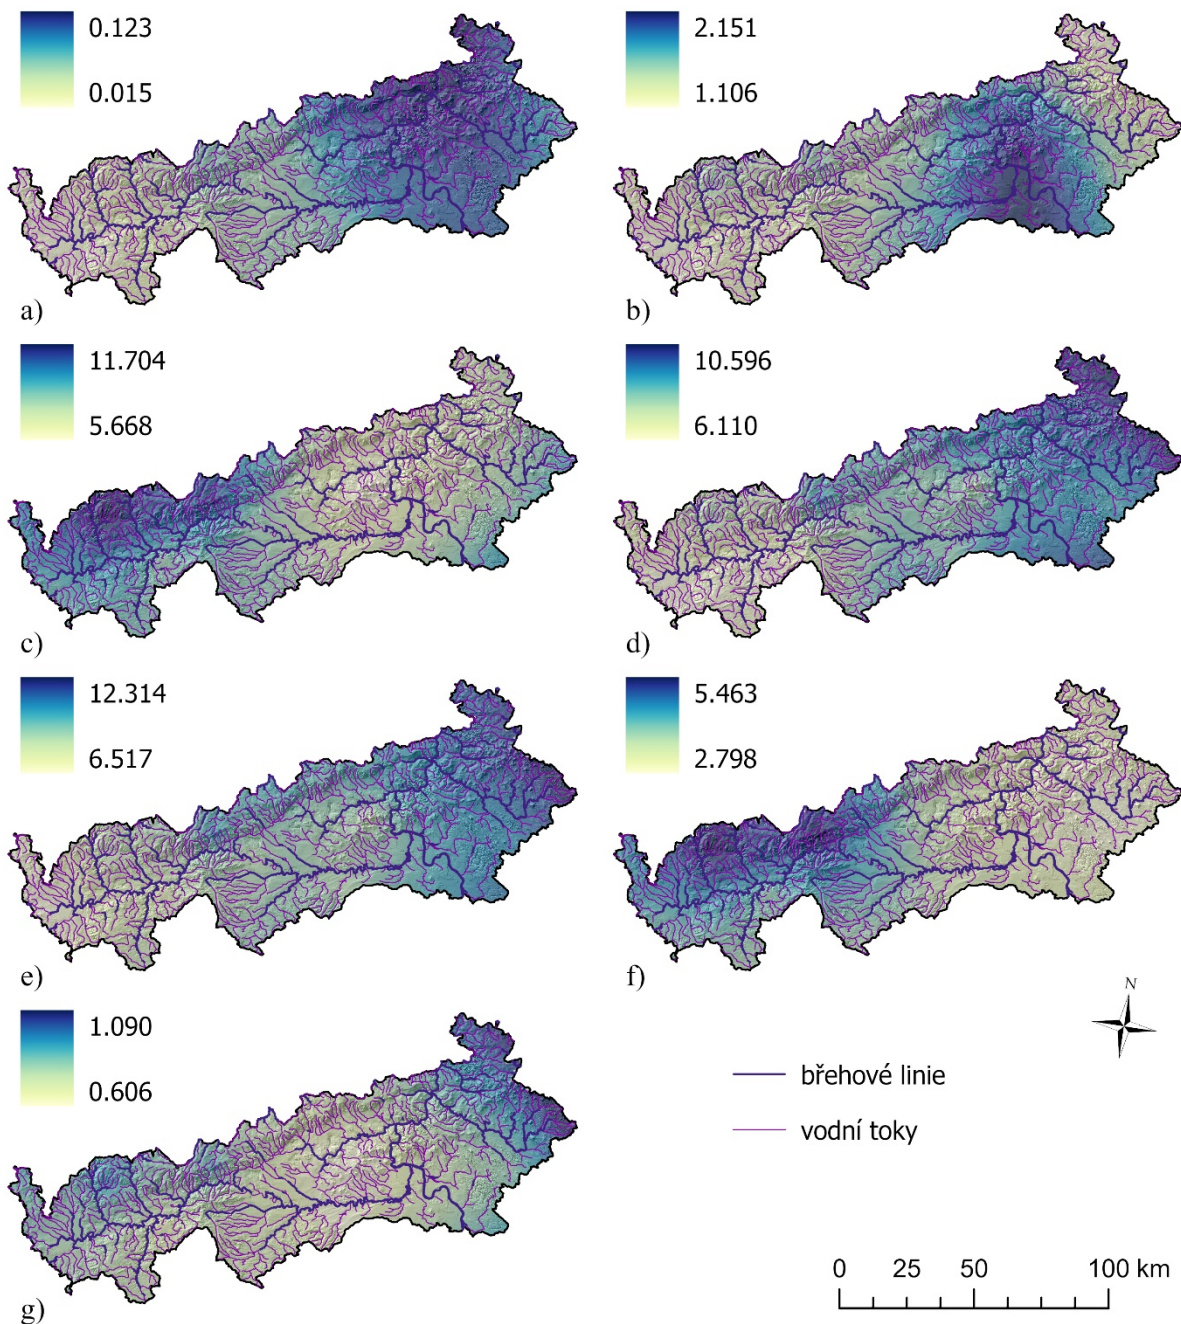 0.123
0.015
a)
2.151
1.106
b)
11.704
5.668
c)
10.596
6.110
d)
12.314
6.517
e)
5.463
2.798
f)
1.090
0.606
g)
N
břehové linie
vodní toky
0 25 50 100 km